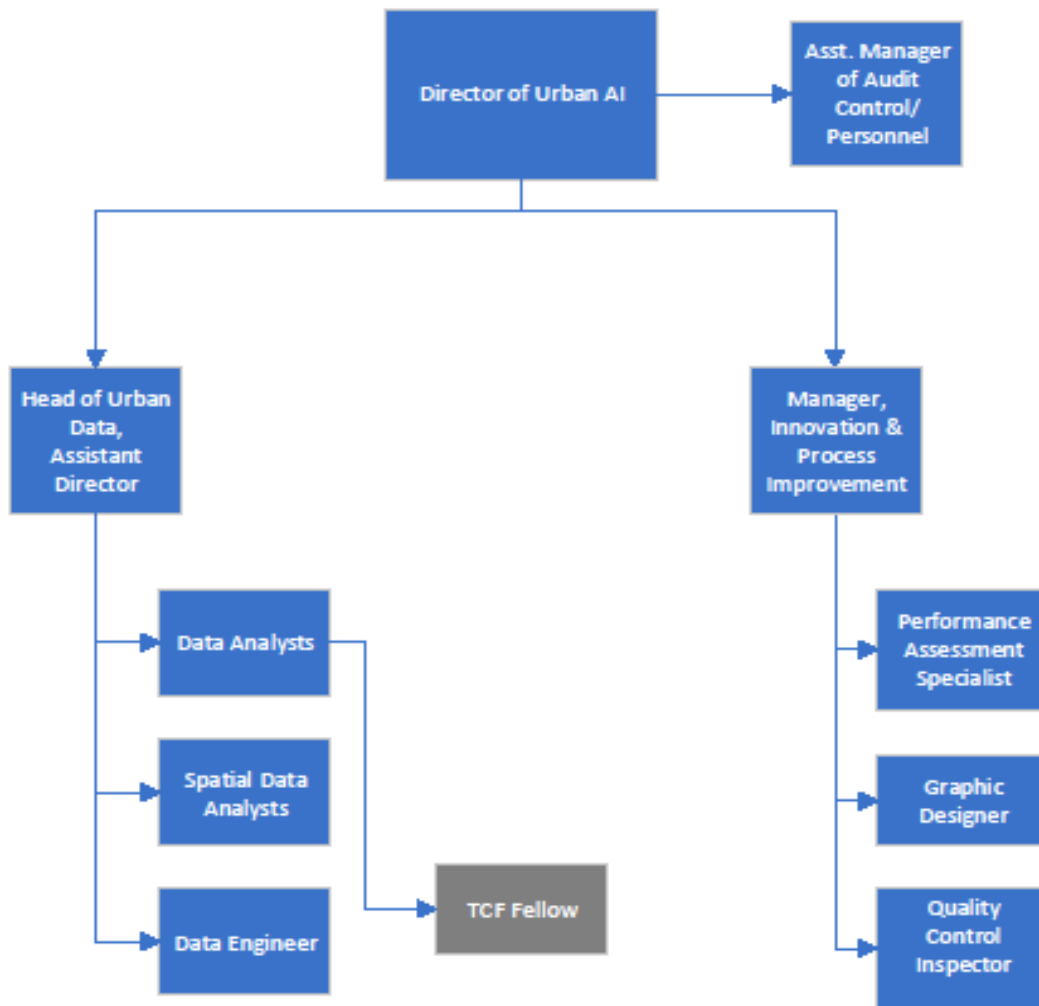 Director of Urban AI
Asst. Manager
of Audit
Control/
Personnel
Head of Urban
Data,
Assistant
Director
Manager,
Innovation &
Process
Improvement
Data Analysts
Spatial Data
Analysts
Data Engineer
TCF Fellow
Performance
Assessment
Specialist
Graphic
Designer
Quality
Control
Inspector